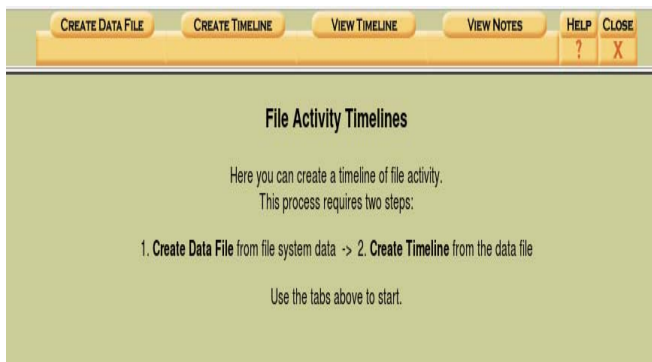 CREATE DATA FILE CREATE TIMELINE VIEW TIMELINE VIEW NOTES HELP CLOSE
? X
File Activity Timelines
Here you can create a timeline of file activity.
This process requires two steps:
1. Create Data File from file system data -> 2. Create Timeline from the data file
Use the tabs above to start.